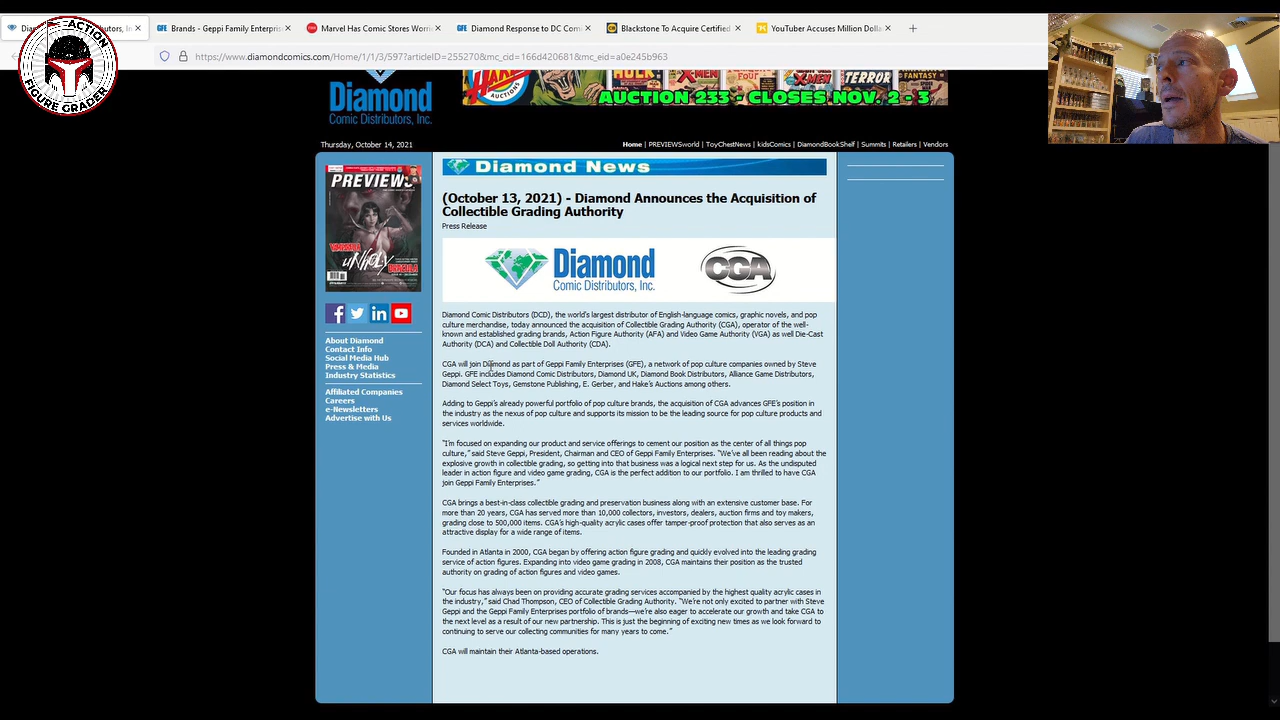 Diam
utors, In
Brands - Geppi Family Enterpris
Marvel Has Comic Stores Worri
Diamond Response to DC Com
Blackstone To Acquire Certified
YouTube Accuses Million Dolla
ACTION
FIGURE GRADER
https://www.diamondcomics.com/Home/1/1/3/597?articleID=255270&mc_cid=166d420681&mc_eid=a0e245b963
Diamond
Comic Distributors, Inc.
AUCTIONS
HULK
X-MEN
FOUR
X-MEN
TERROR
FANTASY
AUCTION 233 - CLOSES NOV. 2 - 3
Thursday, October 14, 2021
Home | PREVIEWSworld | ToyChestNews | kidsComics | DiamondBookShelf | Summits | Retailers | Vendors
PREVIEWS
VAMPIRELLA
UNHOLY
DRACULA
About Diamond
Contact Info
Social Media Hub
Press & Media
Industry Statistics
Affiliated Companies
Careers
e-Newsletters
Advertise with Us
Diamond News
(October 13, 2021) - Diamond Announces the Acquisition of
Collectible Grading Authority
Press Release
Diamond
Comic Distributors, Inc.
CGA
Diamond Comic Distributors (DCD), the world's largest distributor of English-language comics, graphic novels, and pop
culture merchandise, today announced the acquisition of Collectible Grading Authority (CGA), operator of the well-
known and established grading brands, Action Figure Authority (AFA) and Video Game Authority (VGA) as well Die-Cast
Authority (DCA) and Collectible Doll Authority (CDA).
CGA will join Diamond as part of Geppi Family Enterprises (GFE), a network of pop culture companies owned by Steve
Geppi. GFE includes Diamond Comic Distributors, Diamond UK, Diamond Book Distributors, Alliance Game Distributors,
Diamond Select Toys, Gemstone Publishing, E. Gerber, and Hake's Auctions among others.
Adding to Geppi's already powerful portfolio of pop culture brands, the acquisition of CGA advances GFE's position in
the industry as the nexus of pop culture and supports its mission to be the leading source for pop culture products and
services worldwide.
"I'm focused on expanding our product and service offerings to cement our position as the center of all things pop
culture," said Steve Geppi, President, Chairman and CEO of Geppi Family Enterprises. "We've all been reading about the
explosive growth in collectible grading, so getting into that business was a logical next step for us. As the undisputed
leader in action figure and video game grading, CGA is the perfect addition to our portfolio. I am thrilled to have CGA
join Geppi Family Enterprises."
CGA brings a best-in-class collectible grading and preservation business along with an extensive customer base. For
more than 20 years, CGA has served more than 10,000 collectors, investors, dealers, auction firms and toy makers,
grading close to 500,000 items. CGA's high-quality acrylic cases offer tamper-proof protection that also serves as an
attractive display for a wide range of items.
Founded in Atlanta in 2000, CGA began by offering action figure grading and quickly evolved into the leading grading
service of action figures. Expanding into video game grading in 2008, CGA maintains their position as the trusted
authority on grading of action figures and video games.
"Our focus has always been on providing accurate grading services accompanied by the highest quality acrylic cases in
the industry," said Chad Thompson, CEO of Collectible Grading Authority. "We're not only excited to partner with Steve
Geppi and the Geppi Family Enterprises portfolio of brands—we're also eager to accelerate our growth and take CGA to
the next level as a result of our new partnership. This is just the beginning of exciting new times as we look forward to
continuing to serve our collecting communities for many years to come."
CGA will maintain their Atlanta-based operations.